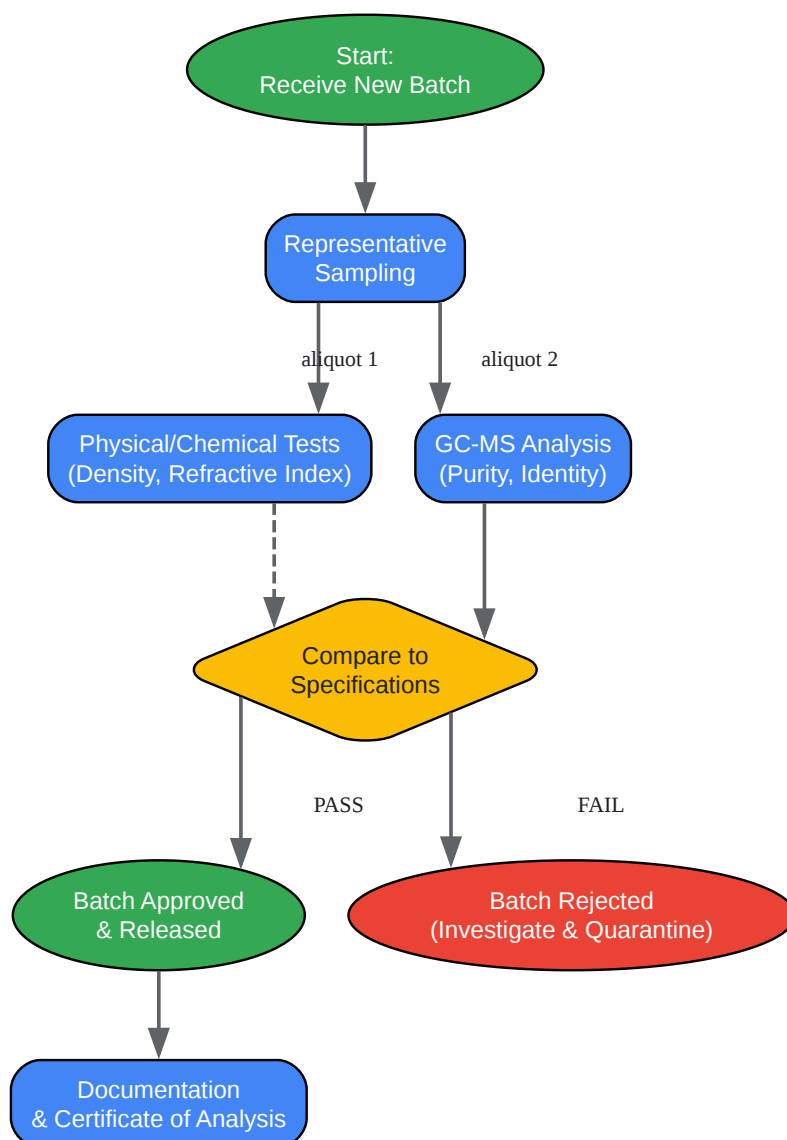 Start:
Receive New Batch
Representative
Sampling
aliquot 1
aliquot 2
Physical/Chemical Tests
(Density, Refractive Index)
GC-MS Analysis
(Purity, Identity)
Compare to
Specifications
PASS
FAIL
Batch Approved
& Released
Batch Rejected
(Investigate & Quarantine)
Documentation
& Certificate of Analysis